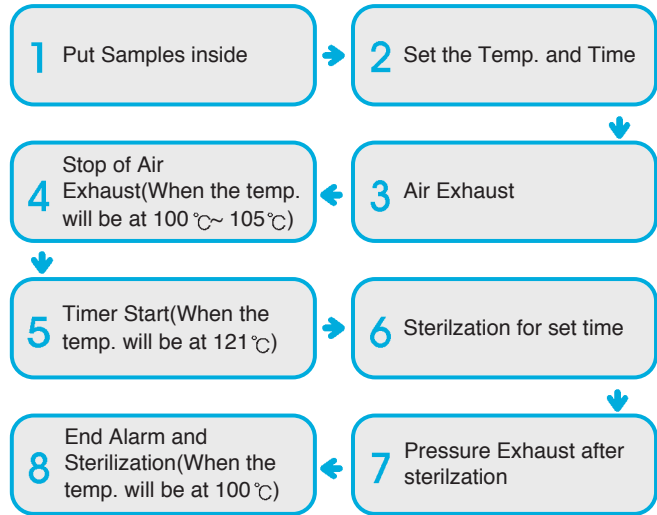 1 Put Samples inside
2 Set the Temp. and Time
3 Air Exhaust
4 Stop of Air
Exhaust(When the temp.
will be at 100℃~ 105℃)
5 Timer Start(When the
temp. will be at 121℃)
6 Sterilzation for set time
7 Pressure Exhaust after
sterilzation
8 End Alarm and
Sterilization(When the
temp. will be at 100℃)